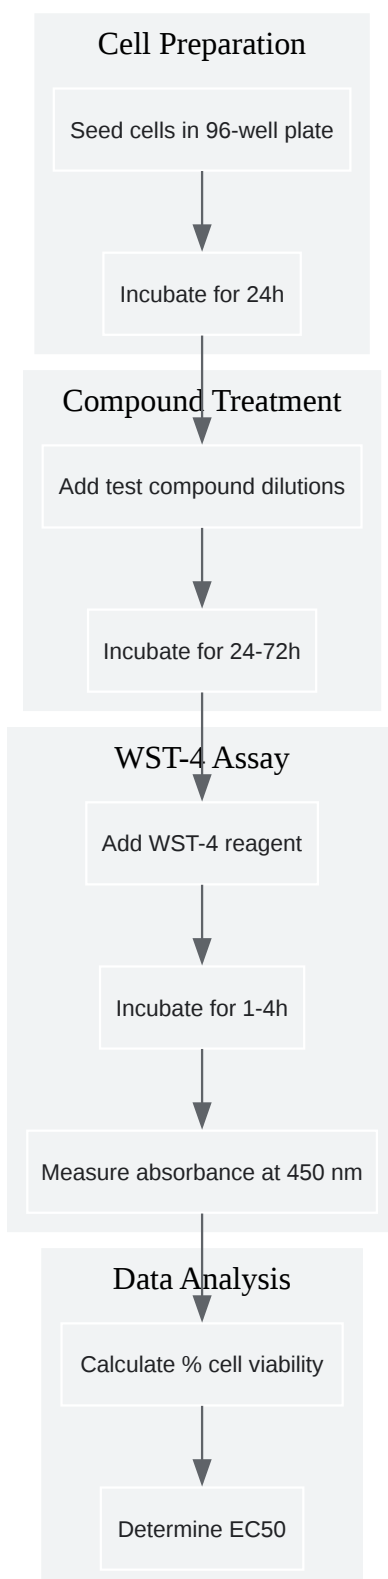 Cell Preparation
Seed cells in 96-well plate
Incubate for 24h
Compound Treatment
Add test compound dilutions
Incubate for 24-72h
WST-4 Assay
Add WST-4 reagent
Incubate for 1-4h
Measure absorbance at 450 nm
Data Analysis
Calculate % cell viability
Determine EC50